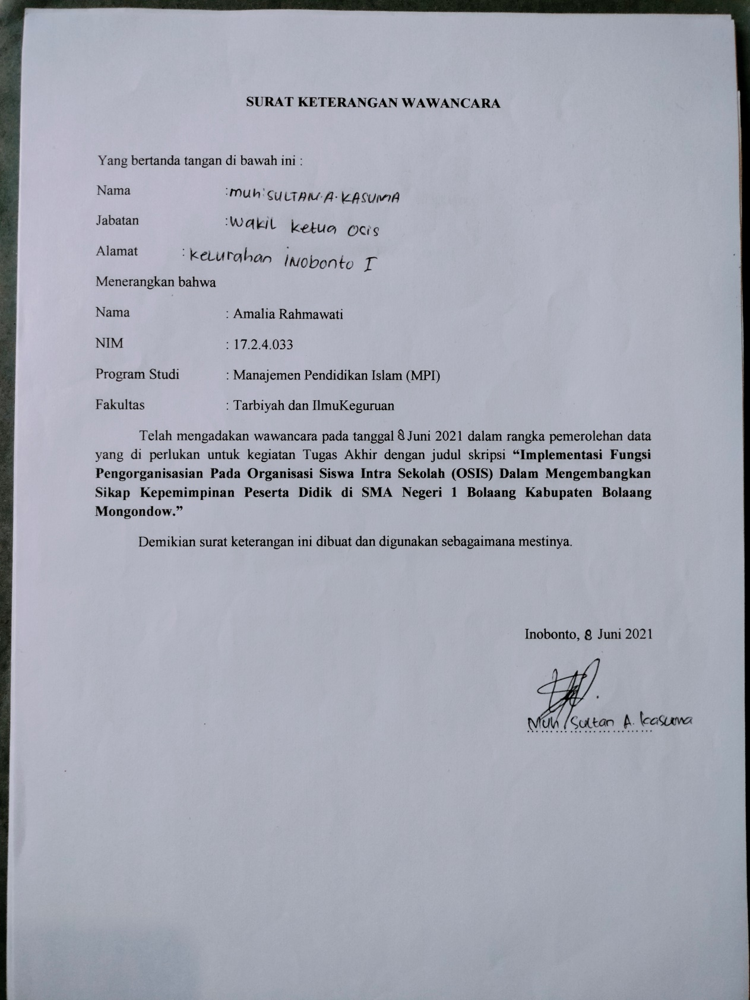 SURAT KETERANGAN WAWANCARA
Yang bertanda tangan di bawah ini :
Nama : Muh. SULTAN. A. KASUMA
Jabatan : Wakil Ketua Osis
Alamat : Kelurahan Inobonto I
Menerangkan bahwa
Nama : Amalia Rahmawati
NIM : 17.2.4.033
Program Studi : Manajemen Pendidikan Islam (MPI)
Fakultas : Tarbiyah dan IlmuKeguruan
Telah mengadakan wawancara pada tanggal 8 Juni 2021 dalam rangka pemerolehan data
yang di perlukan untuk kegiatan Tugas Akhir dengan judul skripsi “Implementasi Fungsi
Pengorganisasian Pada Organisasi Siswa Intra Sekolah (OSIS) Dalam Mengembangkan
Sikap Kepemimpinan Peserta Didik di SMA Negeri 1 Bolaang Kabupaten Bolaang
Mongondow.”
Demikian surat keterangan ini dibuat dan digunakan sebagaimana mestinya.
Inobonto, 8 Juni 2021
Muh Sultan A. Kasuma